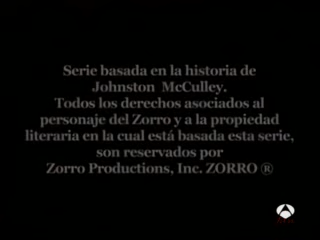 Serie basada en la historia de
Johnston McCulley.
Todos los derechos asociados al
personaje del Zorro y a la propiedad
literaria en la cual está basada esta serie,
son reservados por
Zorro Productions, Inc. ZORRO ®